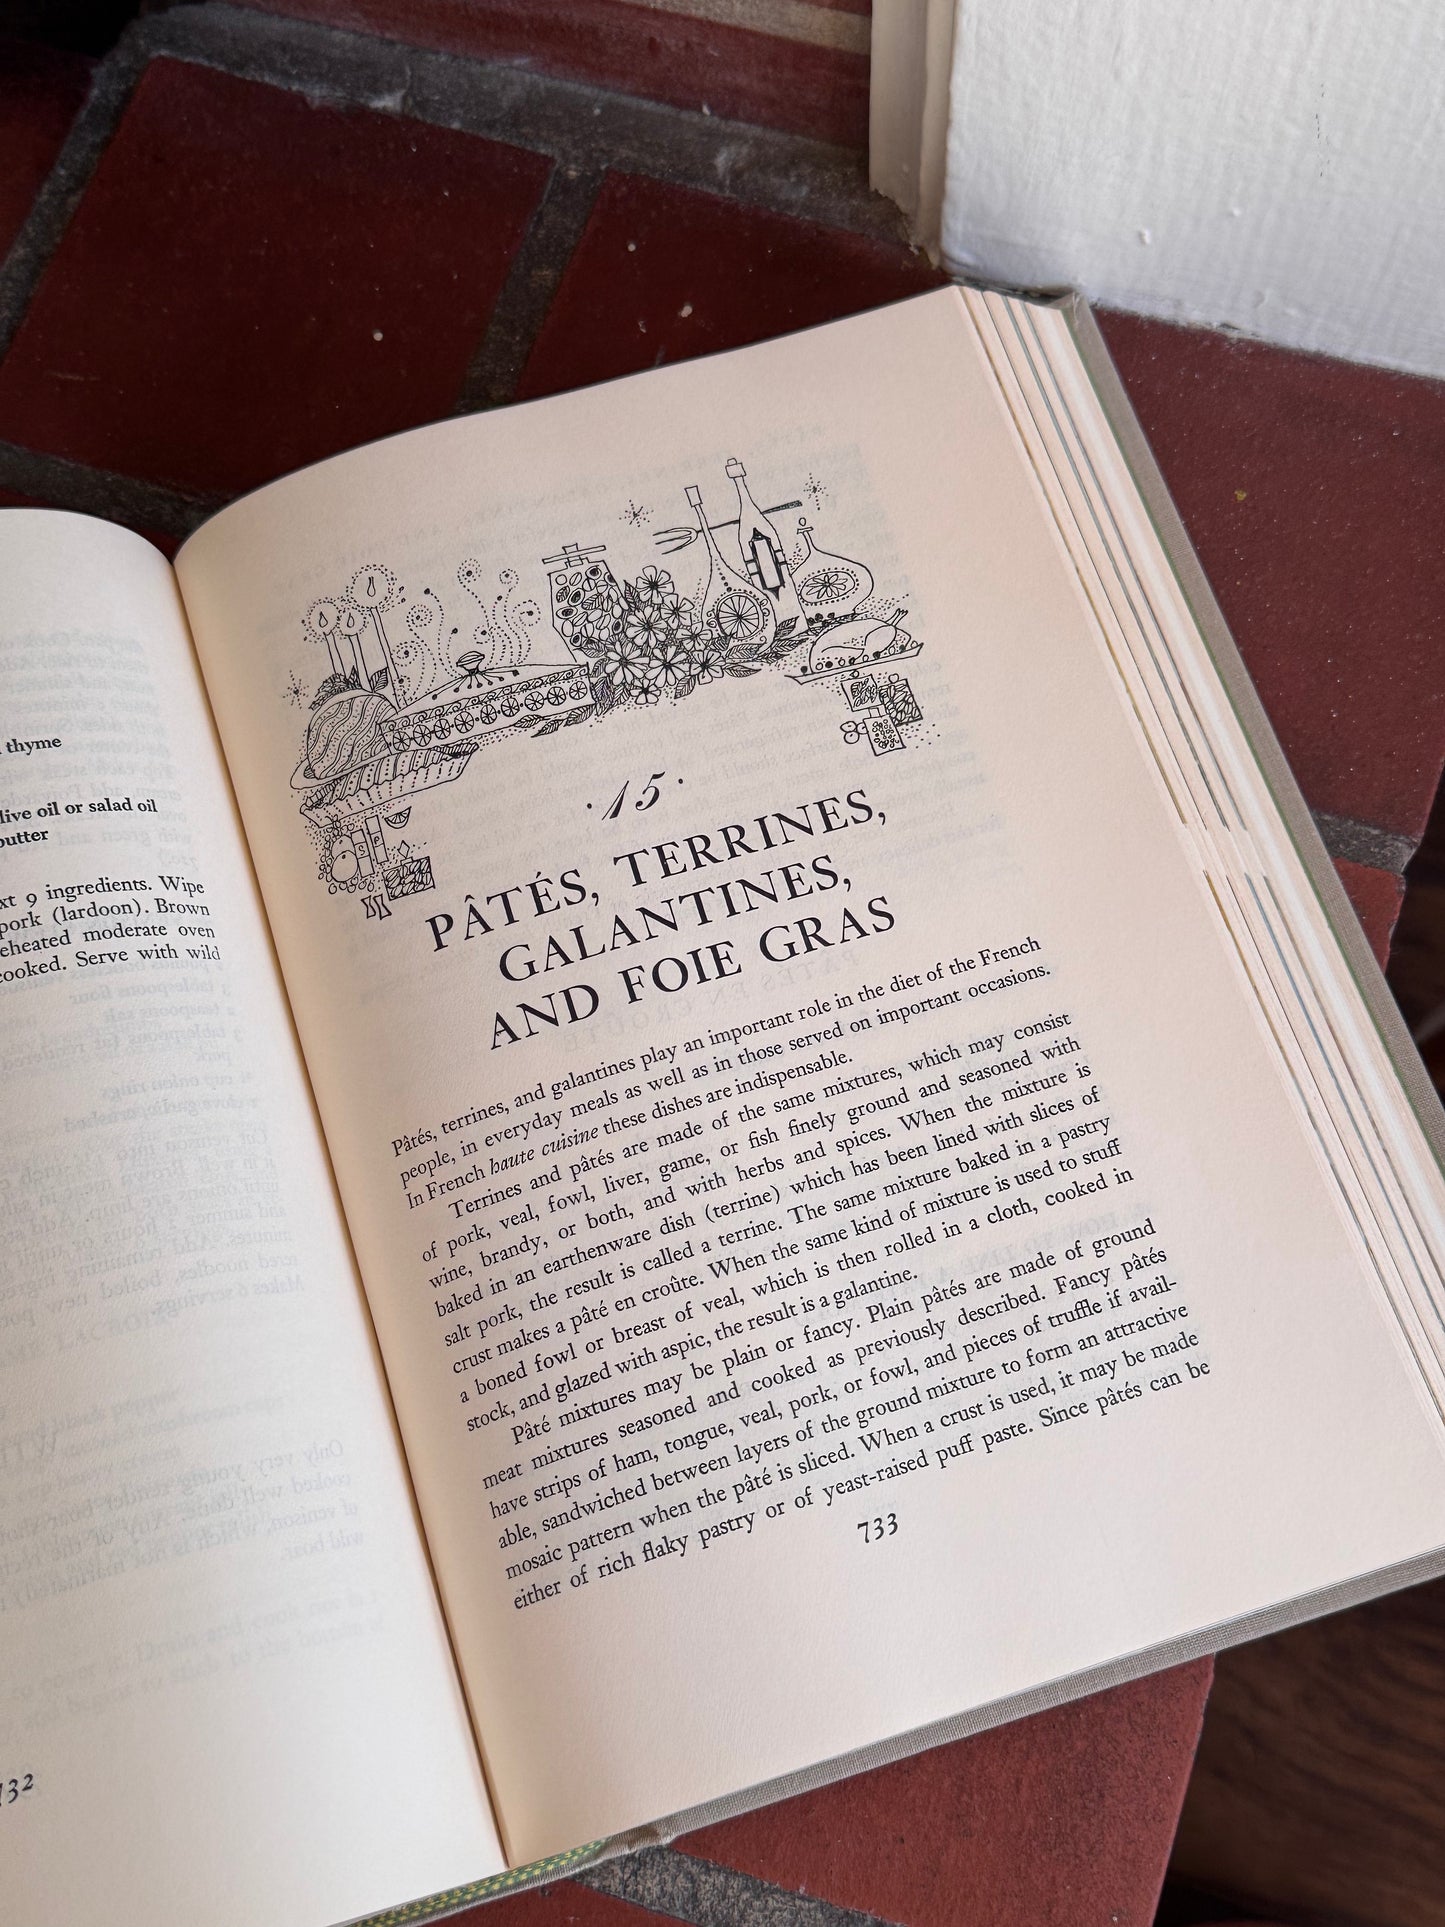 thyme
live oil or salad oil
butter
xt 9 ingredients. Wipe
pork (lardoon). Brown
eheated moderate oven
cooked. Serve with wild
732
· 15 ·
PÂTÉS, TERRINES,
GALANTINES,
AND FOIE GRAS
Pâtés, terrines, and galantines play an important role in the diet of the French
people, in everyday meals as well as in those served on important occasions.
In French haute cuisine these dishes are indispensable.
Terrines and pâtés are made of the same mixtures, which may consist
of pork, veal, fowl, liver, game, or fish finely ground and seasoned with
wine, brandy, or both, and with herbs and spices. When the mixture is
baked in an earthenware dish (terrine) which has been lined with slices of
salt pork, the result is called a terrine. The same mixture baked in a pastry
crust makes a pâté en croûte. When the same kind of mixture is used to stuff
a boned fowl or breast of veal, which is then rolled in a cloth, cooked in
stock, and glazed with aspic, the result is a galantine.
Pâté mixtures may be plain or fancy. Plain pâtés are made of ground
meat mixtures seasoned and cooked as previously described. Fancy pâtés
have strips of ham, tongue, veal, pork, or fowl, and pieces of truffle if avail-
able, sandwiched between layers of the ground mixture to form an attractive
mosaic pattern when the pâté is sliced. When a crust is used, it may be made
either of rich flaky pastry or of yeast-raised puff paste. Since pâtés can be
733